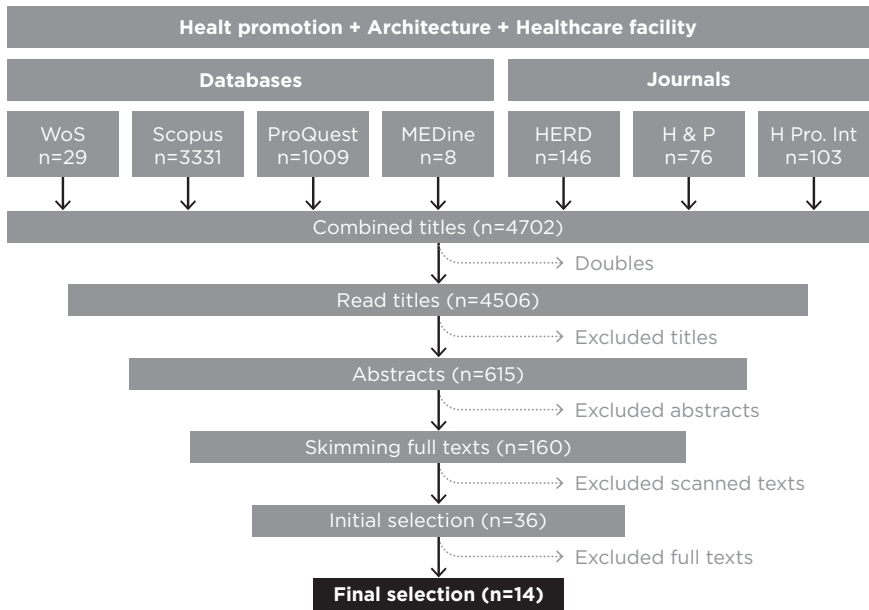 Healt promotion + Architecture + Healthcare facility
Databases
Journals
WoS
n=29
Scopus
n=3331
ProQuest
n=1009
MEDine
n=8
HERD
n=146
H & P
n=76
H Pro. Int
n=103
Combined titles (n=4702)
Doubles
Read titles (n=4506)
Excluded titles
Abstracts (n=615)
Excluded abstracts
Skimming full texts (n=160)
Excluded scanned texts
Initial selection (n=36)
Excluded full texts
Final selection (n=14)